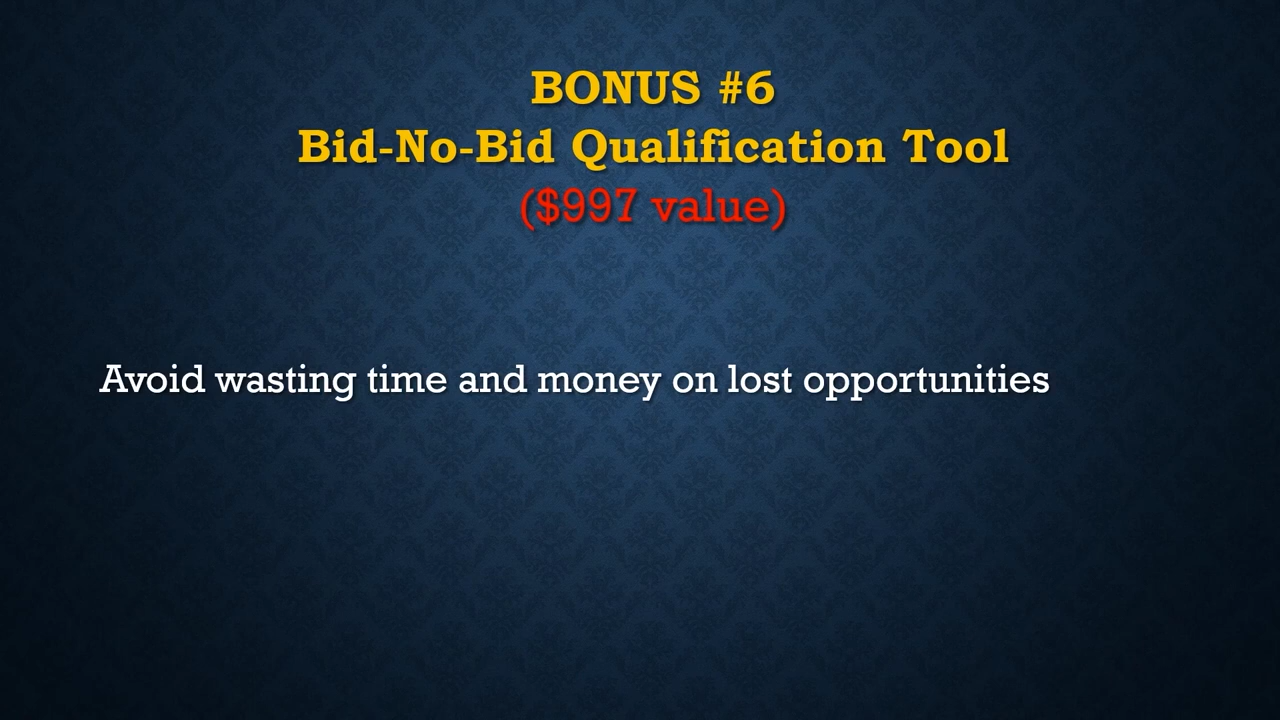 BONUS #6
Bid-No-Bid Qualification Tool
($997 value)
Avoid wasting time and money on lost opportunities